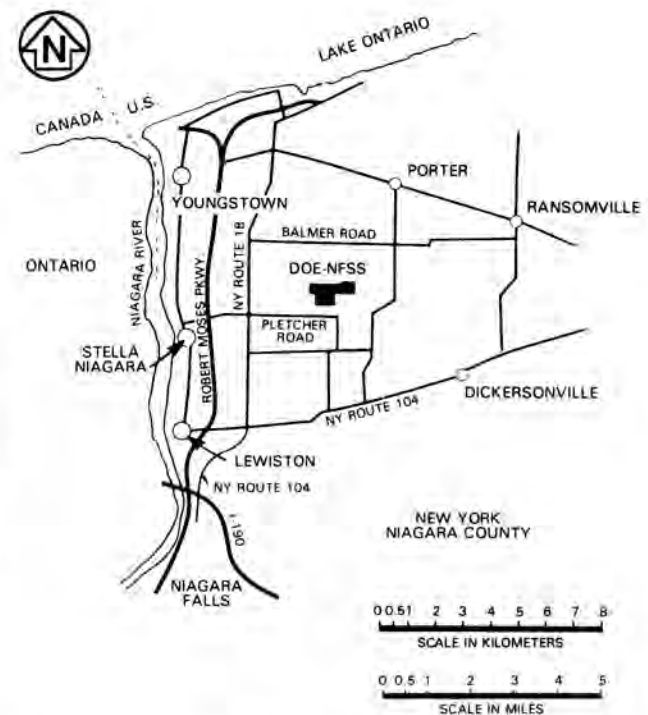 N
LAKE ONTARIO
CANADA U.S.
YOUNGSTOWN
PORTER
RANSOMVILLE
NIAGARA RIVER
ROBERT MOSES PKWY.
NY ROUTE 18
BALMER ROAD
ONTARIO
DOE-NFSS
PLETCHER
ROAD
STELLA
NIAGARA
DICKERSONVILLE
NY ROUTE 104
LEWISTON
NY ROUTE 104
I-190
NEW YORK
NIAGARA COUNTY
NIAGARA
FALLS
0 0.5 1 2 3 4 5 6 7 8
SCALE IN KILOMETERS
0 0.5 1 2 3 4 5
SCALE IN MILES